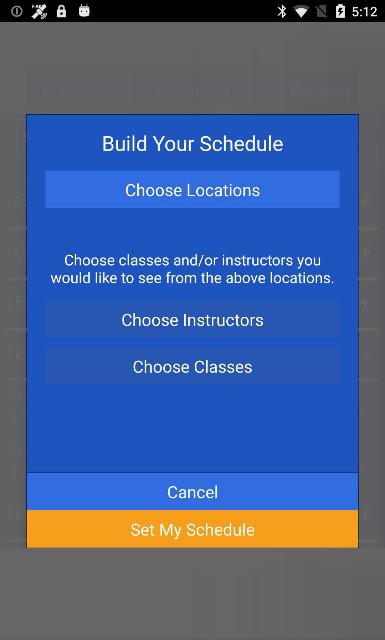 5:12
Build Your Schedule
Choose Locations
Choose classes and/or instructors you
would like to see from the above locations.
Choose Instructors
Choose Classes
Cancel
Set My Schedule